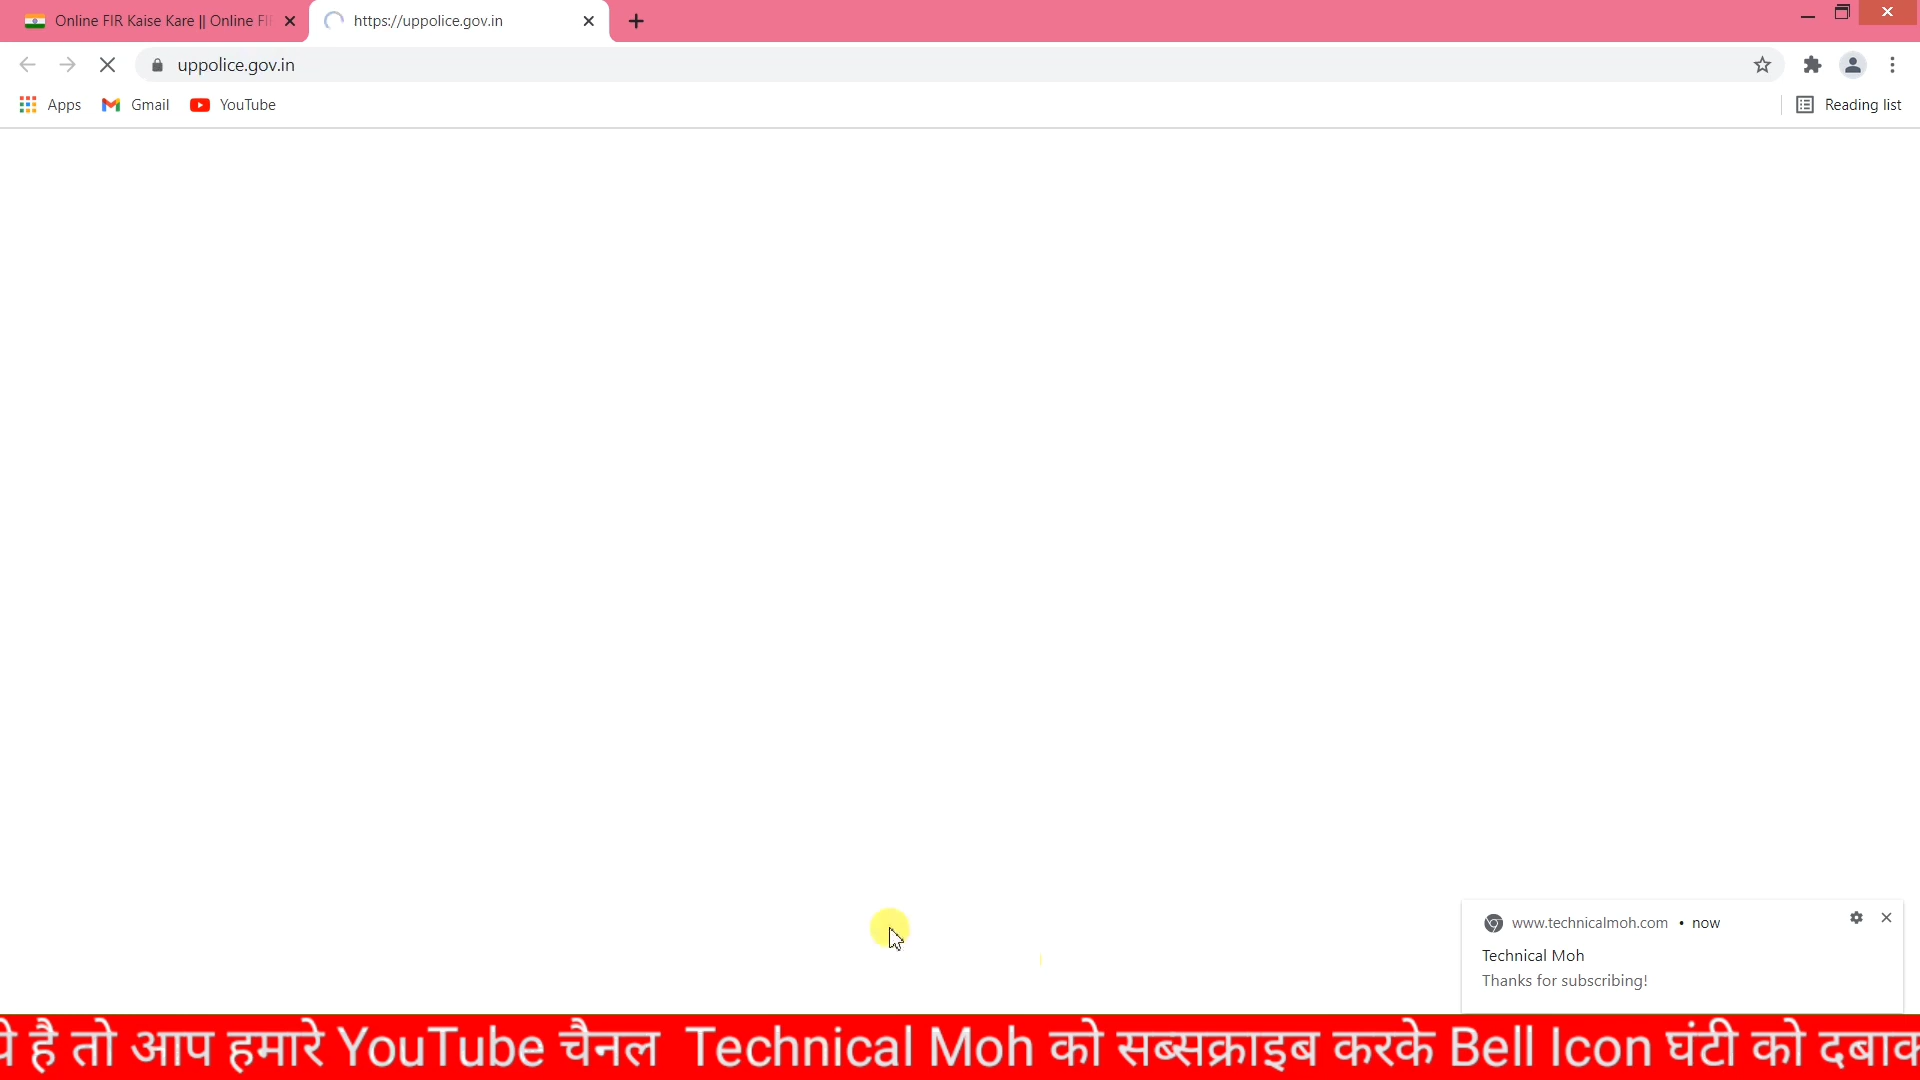 Online FIR Kaise Kare || Online FI
https://uppolice.gov.in
uppolice.gov.in
Apps
Gmail
YouTube
Reading list
www.technicalmoh.com • now
Technical Moh
Thanks for subscribing!
है तो आप हमारे YouTube चैनल Technical Moh को सब्सक्राइब करके Bell Icon घंटी को